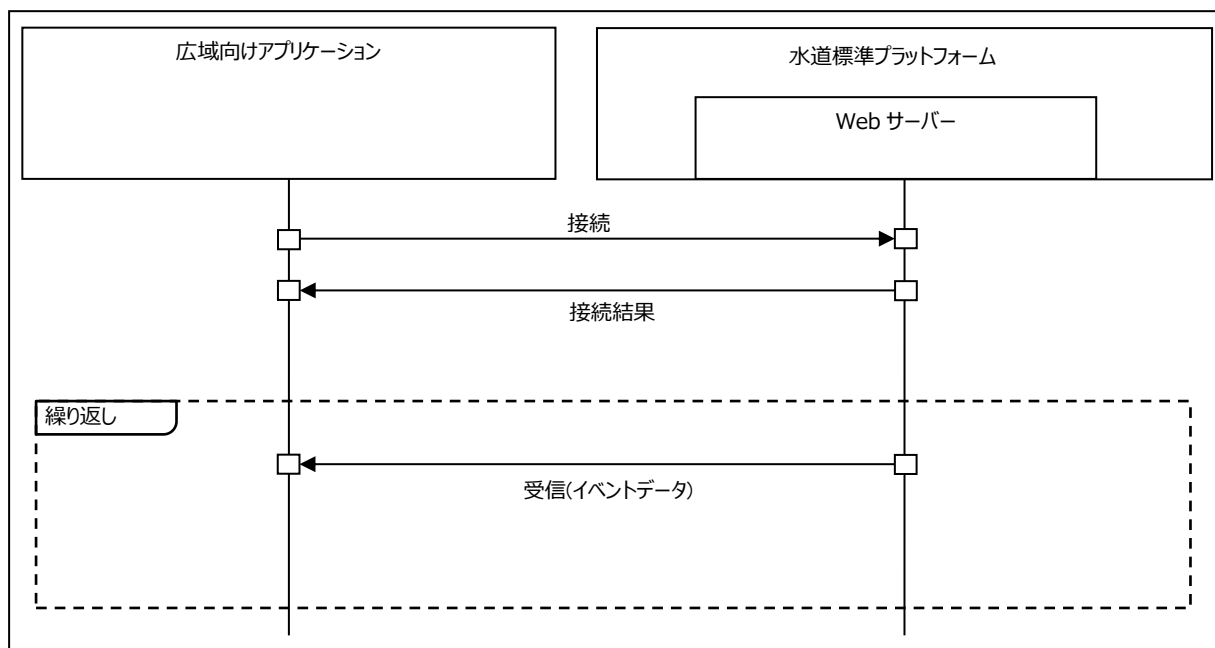 広域向けアプリケーション
水道標準プラットフォーム
Web サーバー
接続
接続結果
繰り返し
受信(イベントデータ)